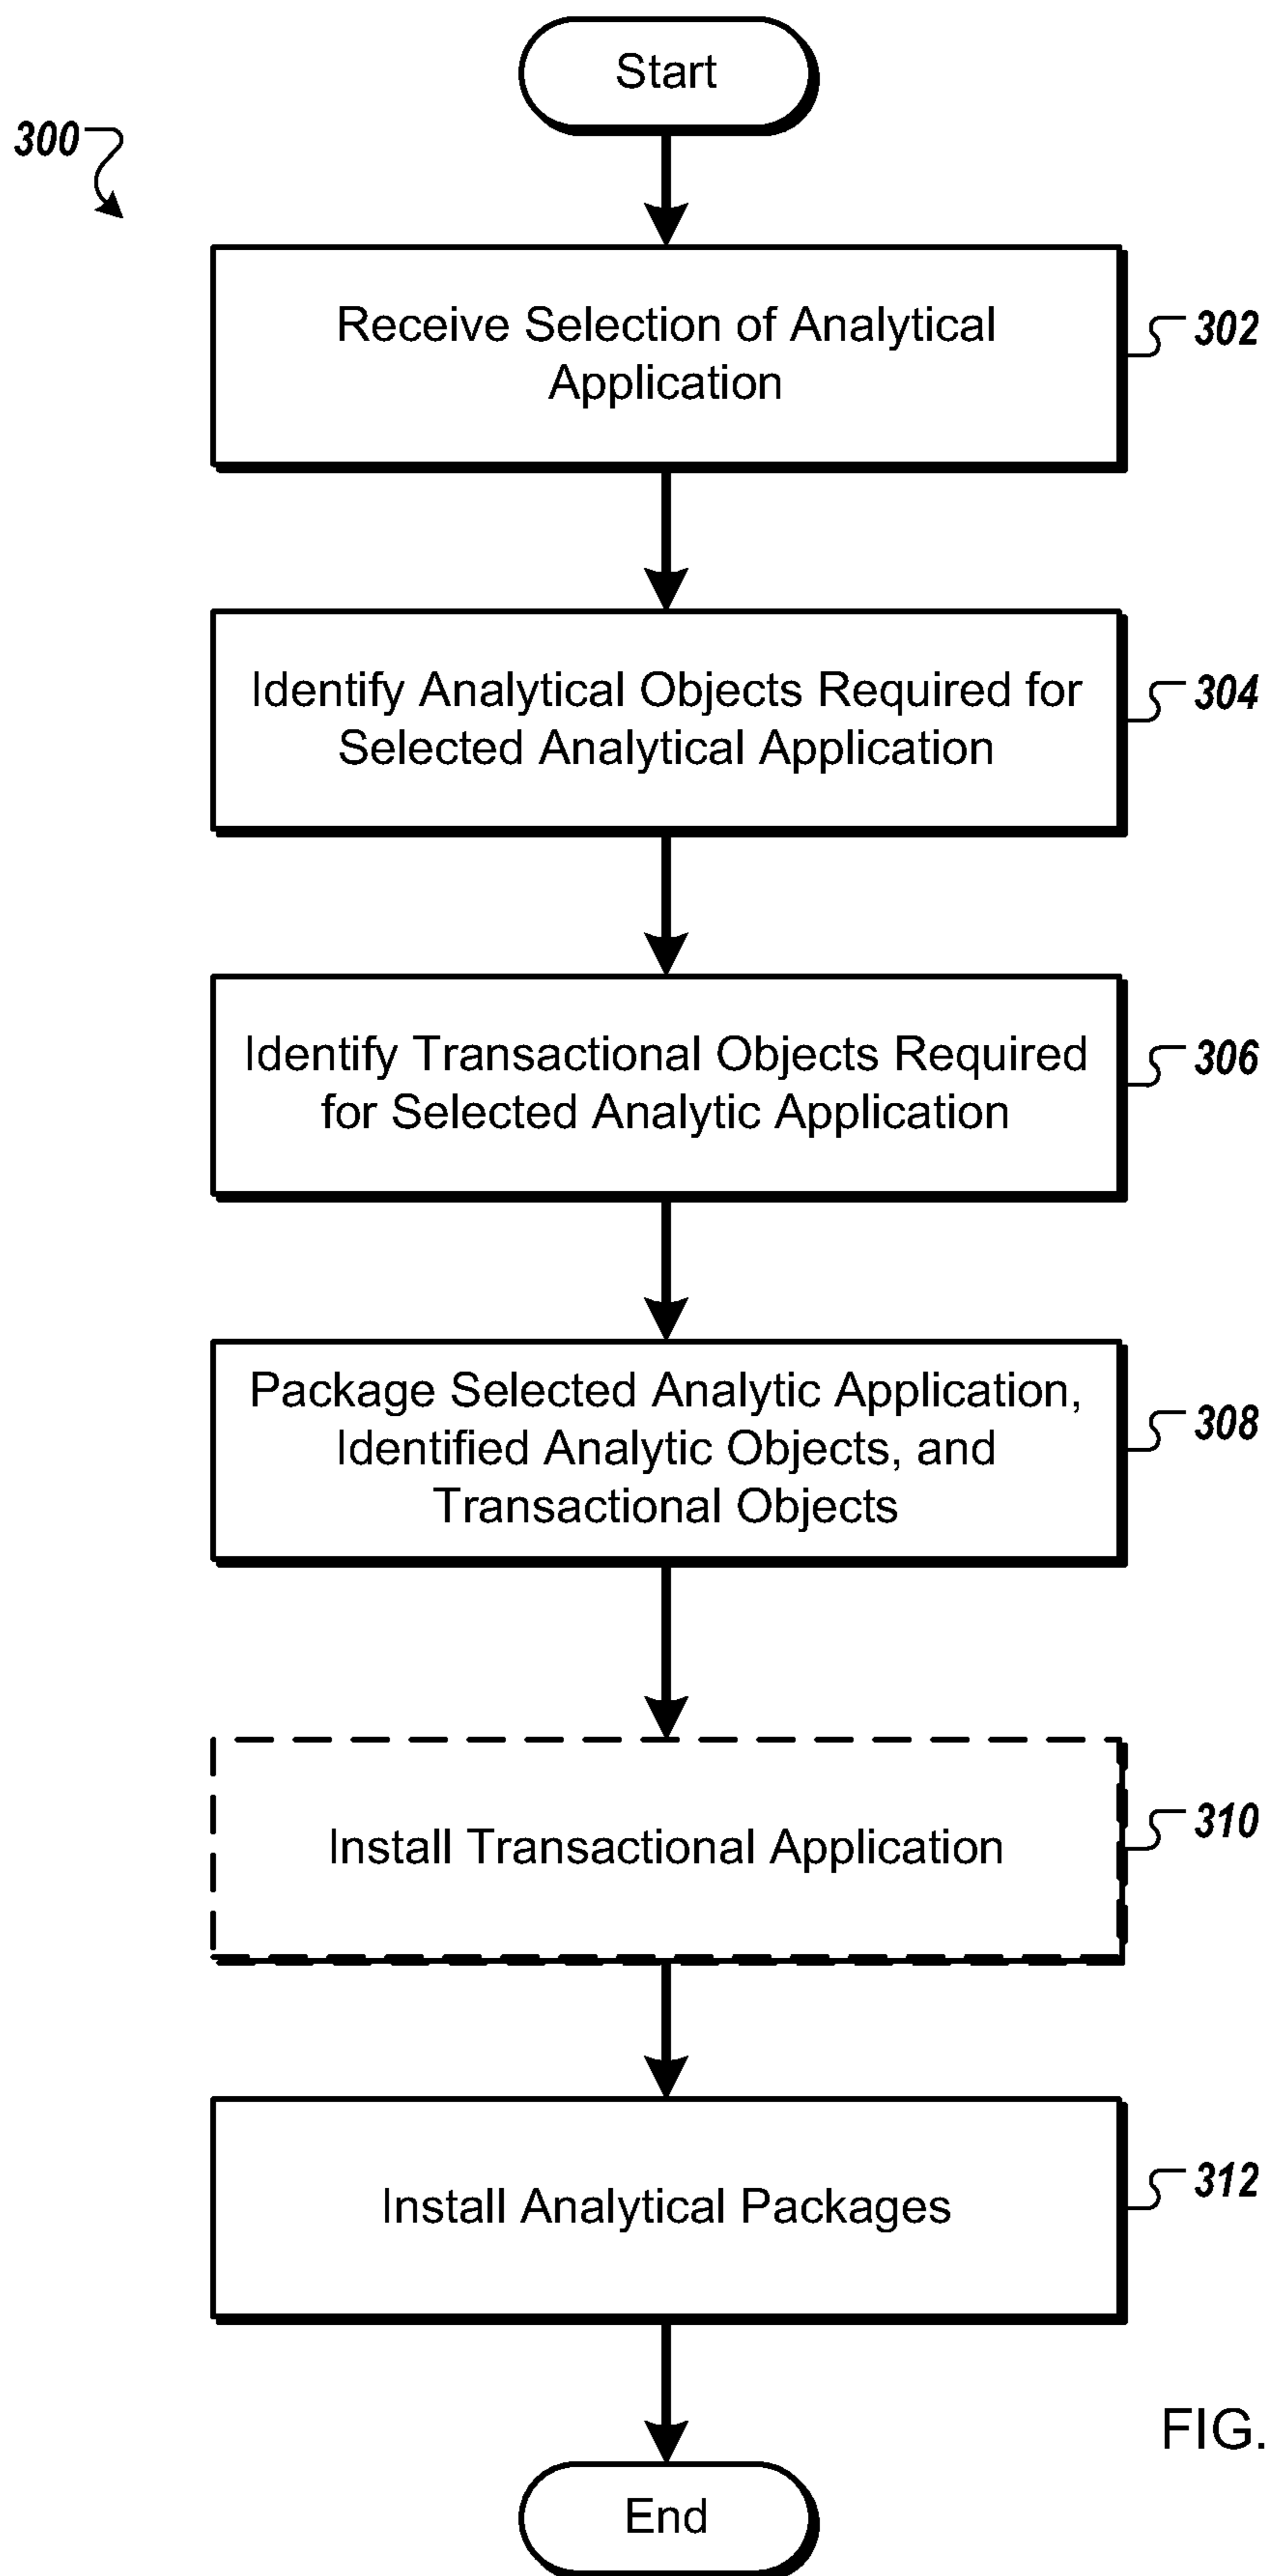 Start
300
Receive Selection of Analytical
Application
302
Identify Analytical Objects Required for
Selected Analytical Application
304
Identify Transactional Objects Required
for Selected Analytic Application
306
Package Selected Analytic Application,
Identified Analytic Objects, and
Transactional Objects
308
Install Transactional Application
310
Install Analytical Packages
312
FIG.
End